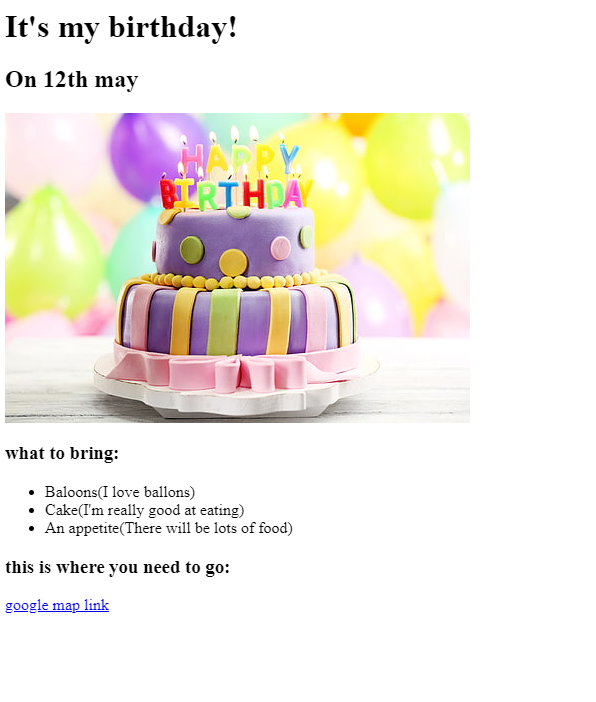 It's my birthday!
On 12th may
HAPPY
BIRTHDAY
what to bring:
Baloons(I love ballons)
Cake(I'm really good at eating)
An appetite(There will be lots of food)
this is where you need to go:
google map link